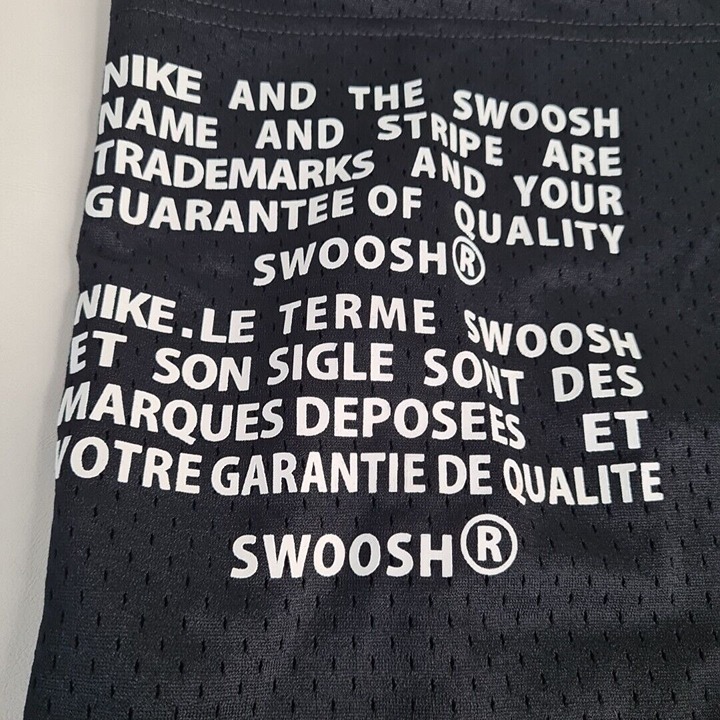 NIKE AND THE SWOOSH
NAME AND STRIPE ARE
TRADEMARKS AND YOUR
GUARANTEE OF QUALITY
SWOOSH®
NIKE.LE TERME SWOOSH
ET SON SIGLE SONT DES
MARQUES DEPOSEES ET
VOTRE GARANTIE DE QUALITE
SWOOSH®